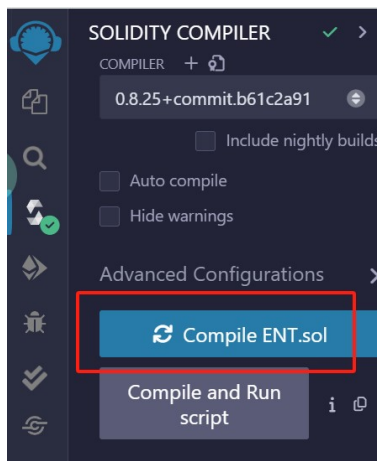 SOLIDITY COMPILER
COMPILER
0.8.25+commit.b61c2a91
Include nightly builds
Auto compile
Hide warnings
Advanced Configurations
Compile ENT.sol
Compile and Run
script
i